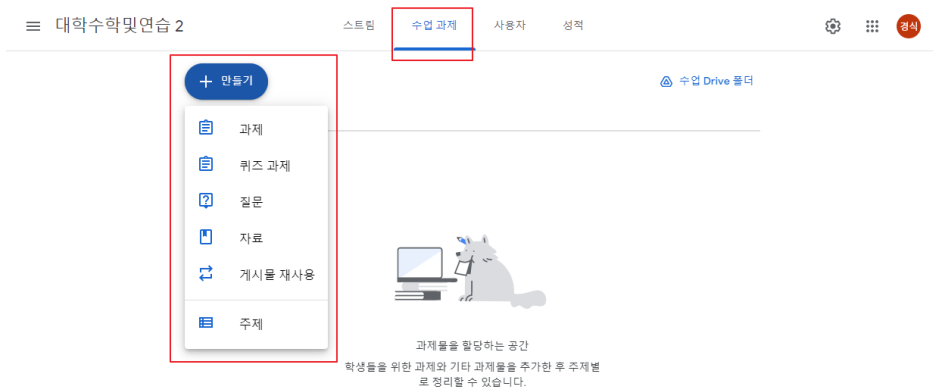 대학수학및연습 2
스트림 수업 과제 사용자 성적
경식
만들기
수업 Drive 폴더
과제
퀴즈 과제
질문
자료
게시물 재사용
주제
과제물을 할당하는 공간
학생들을 위한 과제와 기타 과제물을 추가한 후 주제별
로 정리할 수 있습니다.